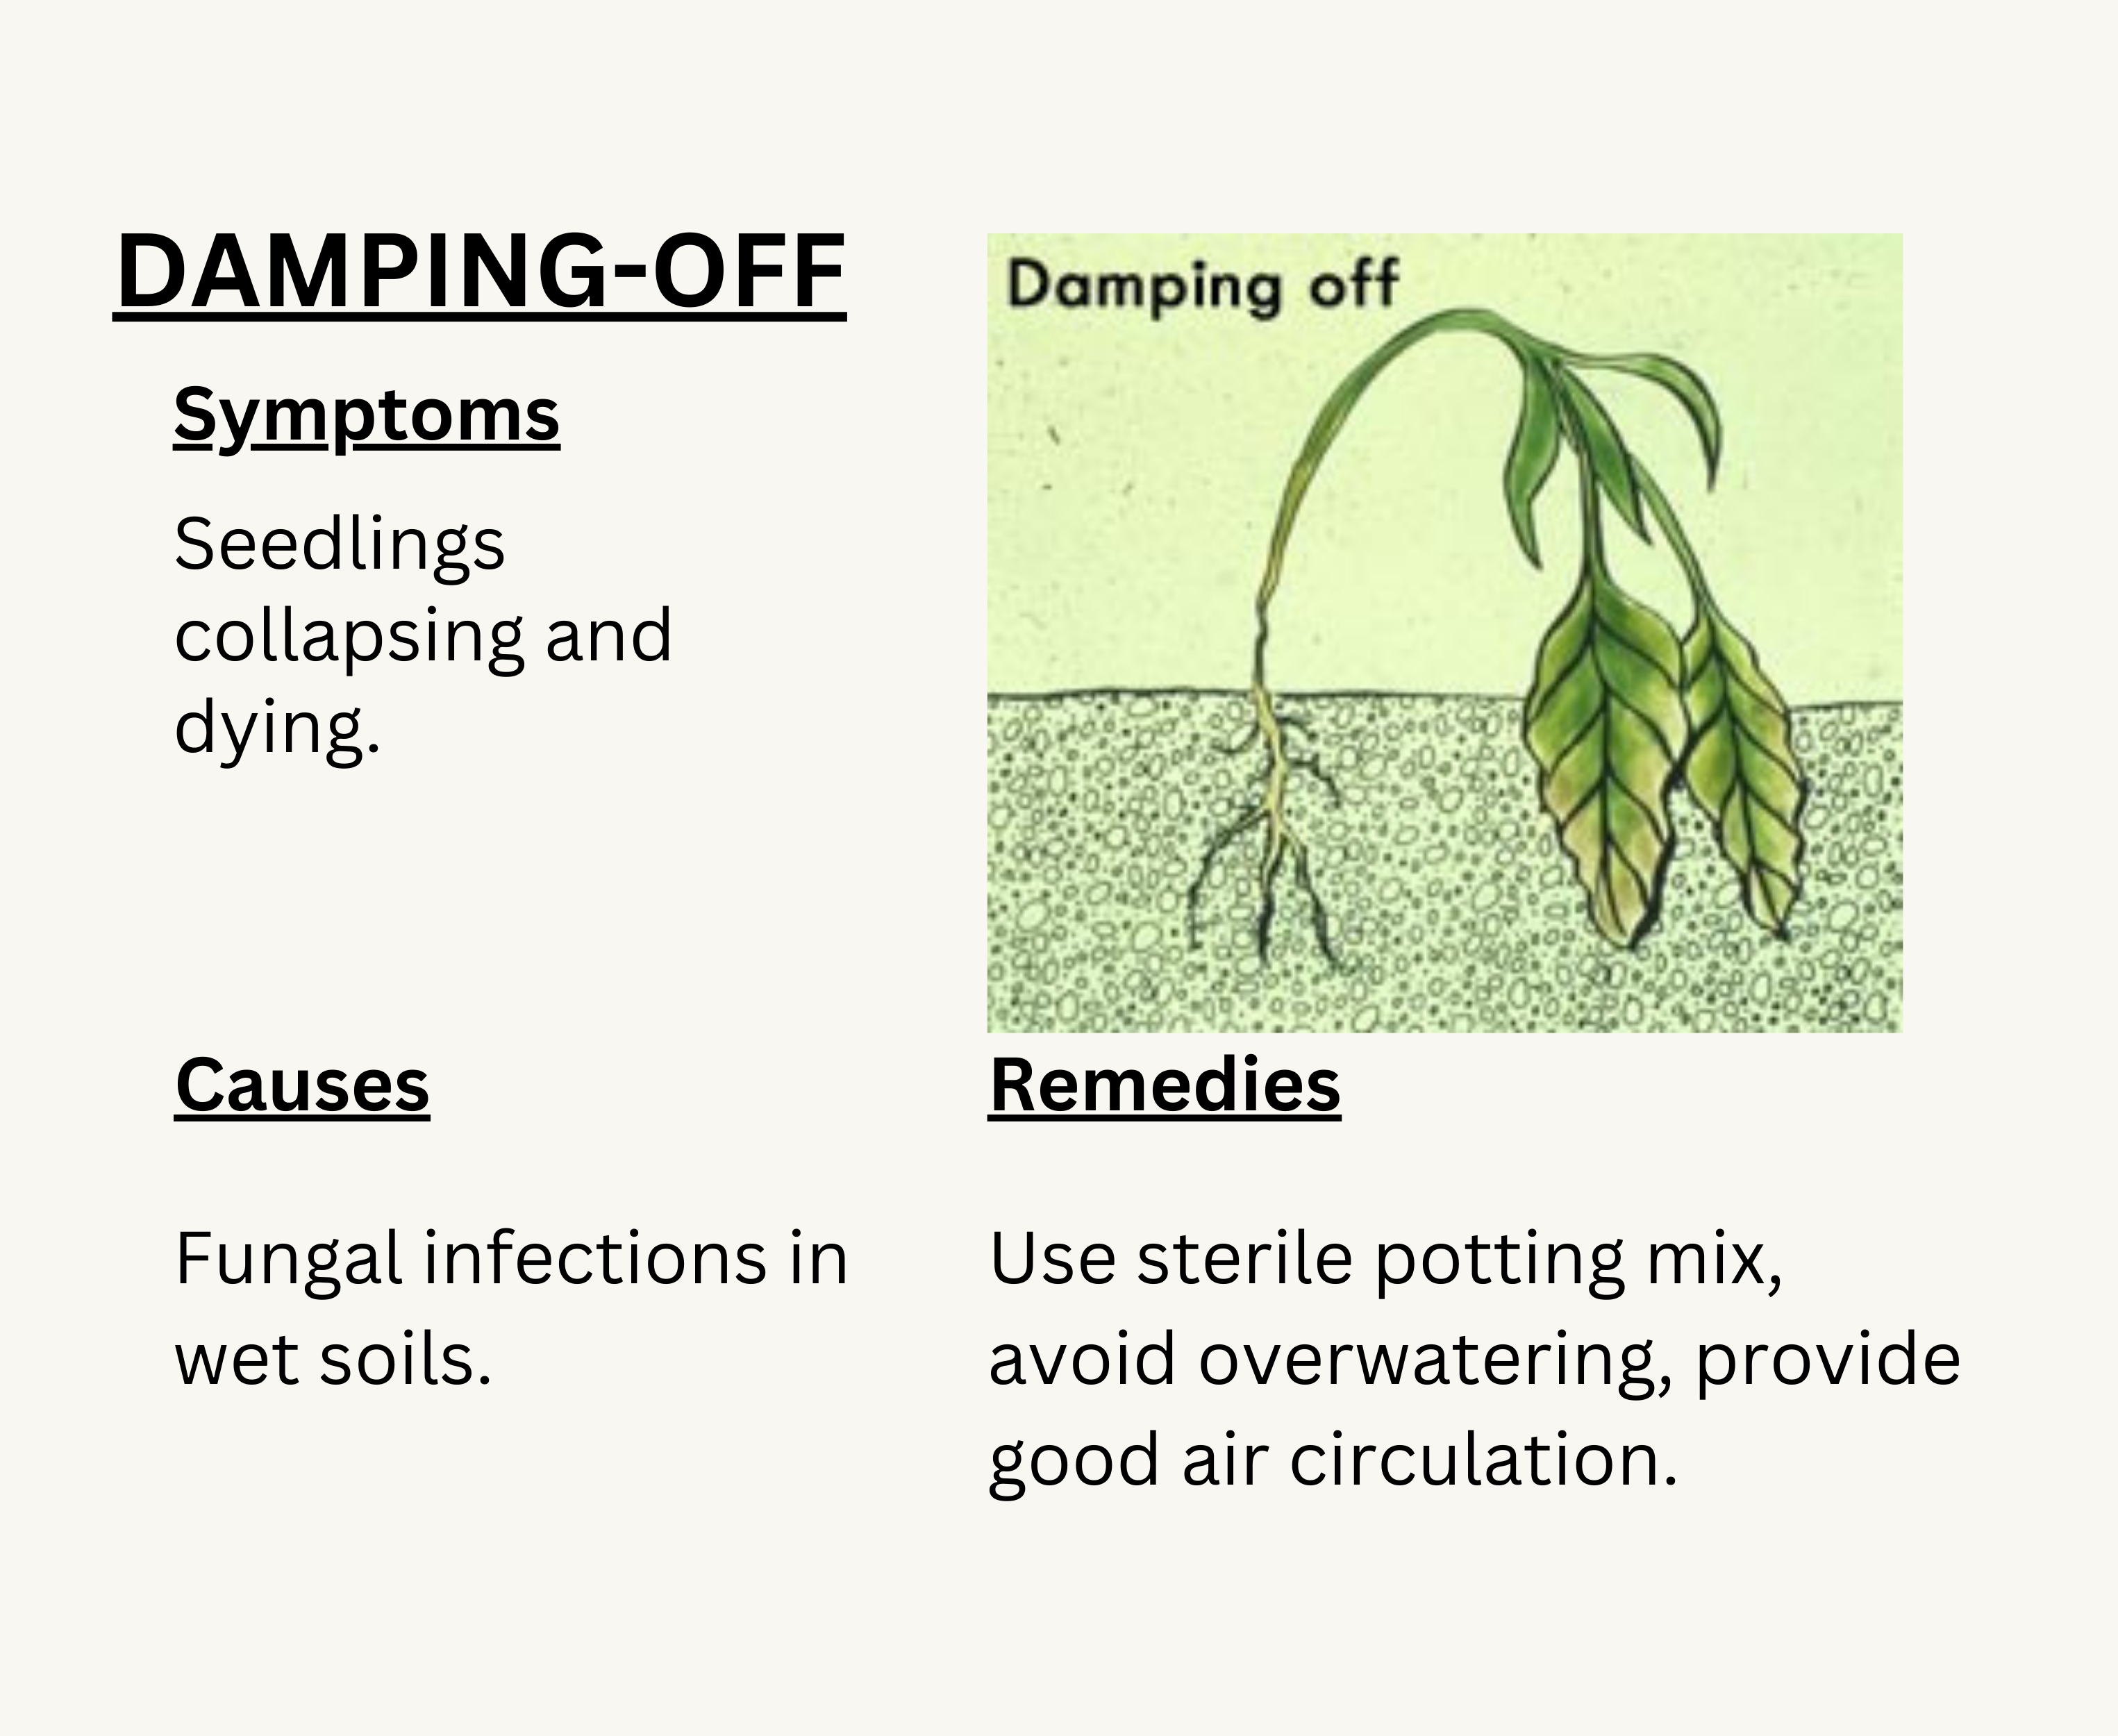 DAMPING-OFF
Symptoms
Seedlings
collapsing and
dying.
Damping off
Causes
Fungal infections in
wet soils.
Remedies
Use sterile potting mix,
avoid overwatering, provide
good air circulation.